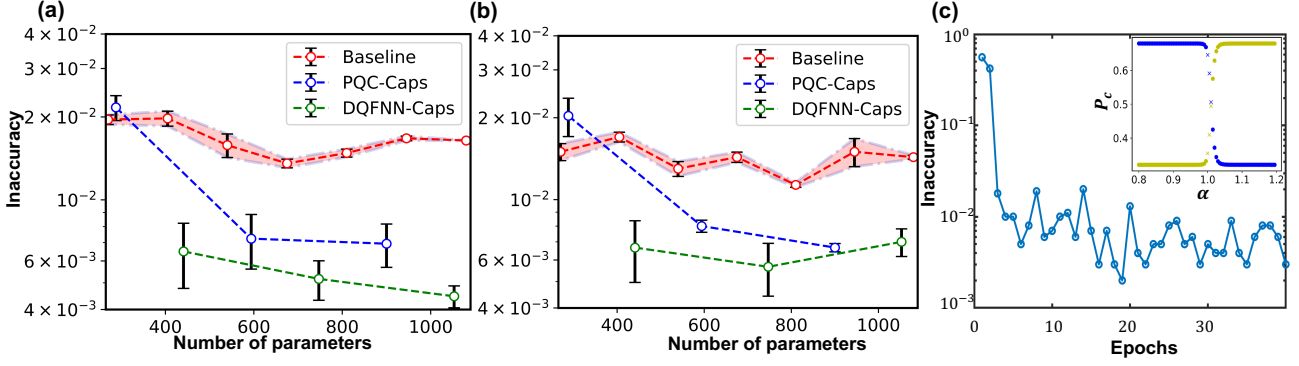 (a)
Inaccuracy
4 × 10⁻²
3 × 10⁻²
2 × 10⁻²
10⁻²
6 × 10⁻³
4 × 10⁻³
Baseline
PQC-Caps
DQFNN-Caps
400
600
800
1000
Number of parameters
(b)
4 × 10⁻²
3 × 10⁻²
2 × 10⁻²
10⁻²
6 × 10⁻³
4 × 10⁻³
Baseline
PQC-Caps
DQFNN-Caps
400
600
800
1000
Number of parameters
(c)
Inaccuracy
10⁰
10⁻¹
10⁻²
10⁻³
P_c
0.6
0.5
0.4
0.8
0.9
1.0
1.1
1.2
α
0
10
20
30
Epochs